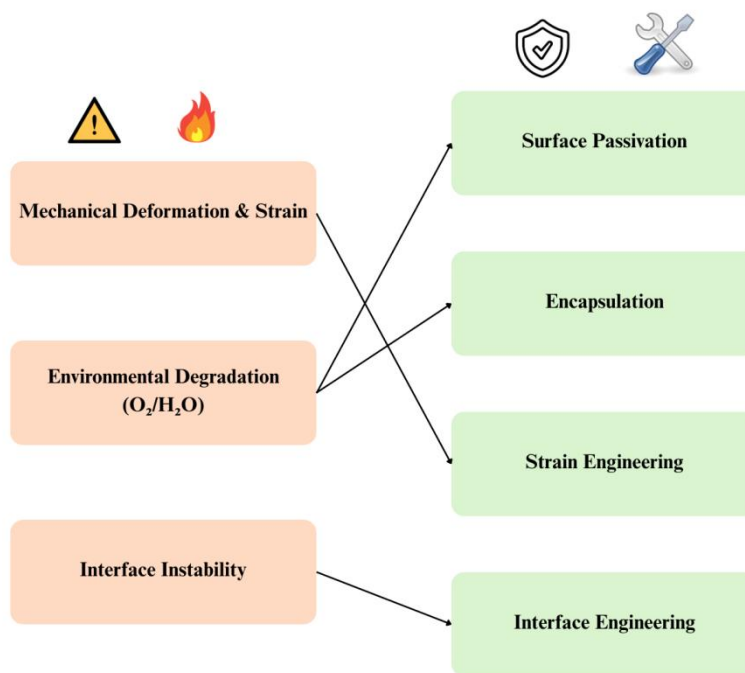 Mechanical Deformation & Strain
Environmental Degradation
(O₂/H₂O)
Interface Instability
Surface Passivation
Encapsulation
Strain Engineering
Interface Engineering